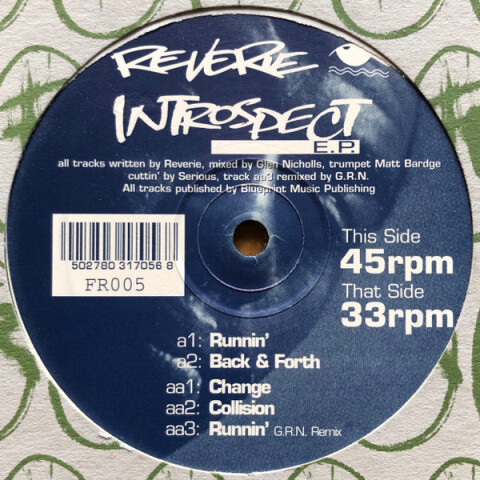 REVERIE
INTROSPECT
E.P.
all tracks written by Reverie, mixed by Glen Nicholls, trumpet Matt Bardge
cuttin' by Serious, track aa3 remixed by G.R.N.
All tracks published by Blueprint Music Publishing
This Side
45rpm
That Side
33rpm
5 027803 170568
FR005
a1: Runnin'
a2: Back & Forth
aa1: Change
aa2: Collision
aa3: Runnin' G.R.N. Remix